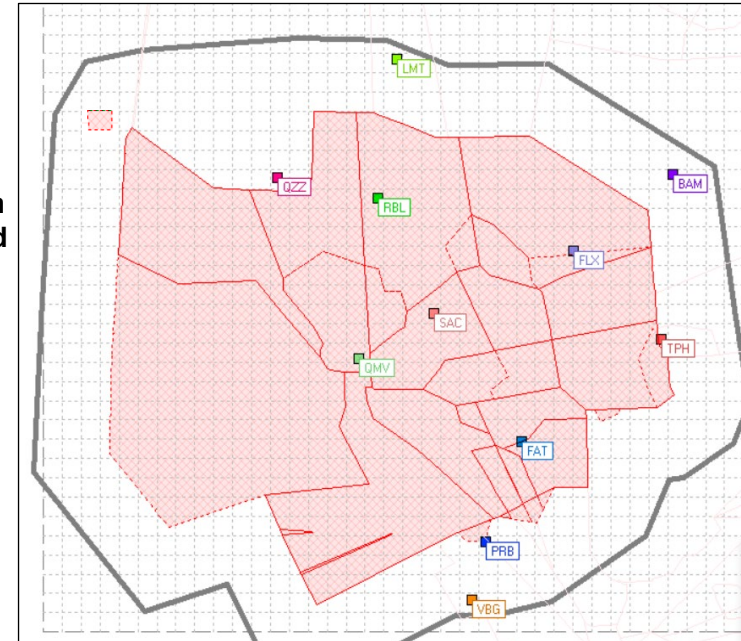 LMT
QZZ
BAM
n
RBL
d
FLX
SAC
TPH
QMV
FAT
PRB
VBG